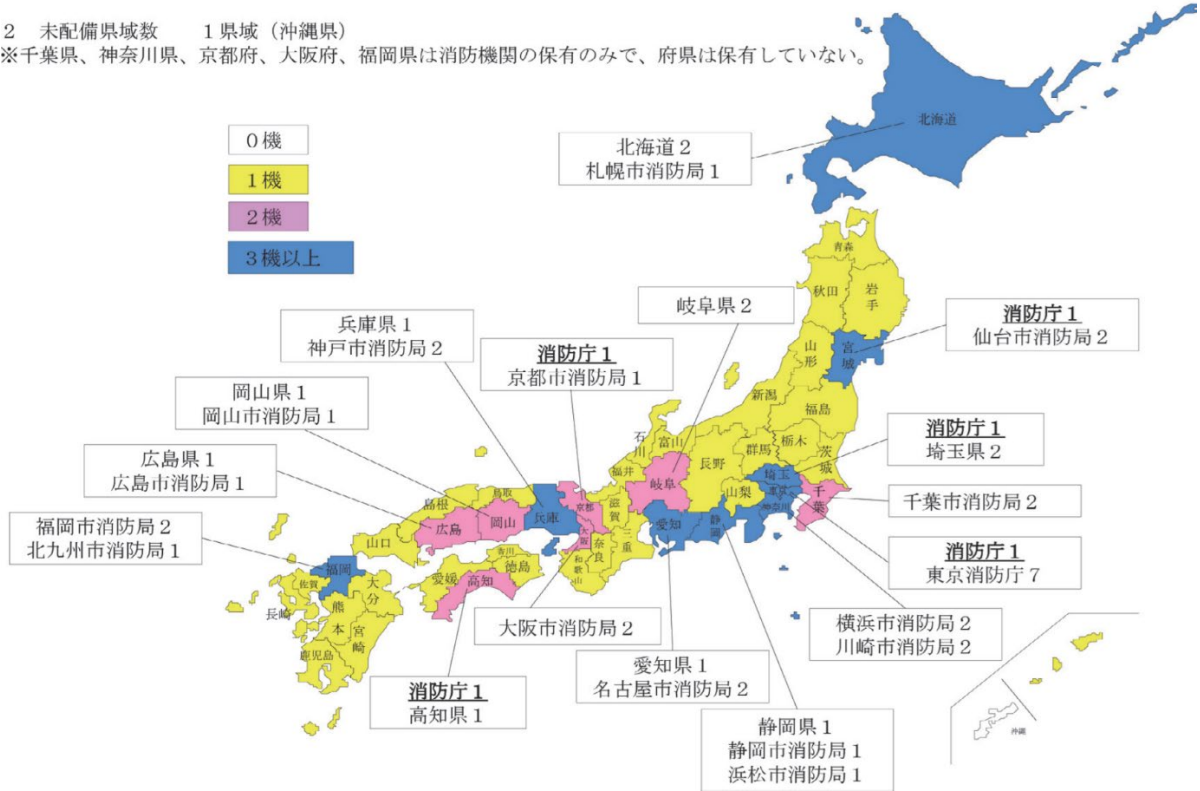 2 未配備県域数 1県域(沖縄県)
※千葉県、神奈川県、京都府、大阪府、福岡県は消防機関の保有のみで、府県は保有していない。
0機
1機
2機
3機以上
北海道2
札幌市消防局1
北海道
青森
秋田
岩手
山形
宮城
新潟
福島
消防庁1
仙台市消防局2
岐阜県2
兵庫県1
神戸市消防局2
消防庁1
京都市消防局1
岡山県1
岡山市消防局1
広島県1
広島市消防局1
福岡市消防局2
北九州市消防局1
石川
富山
福井
長野
群馬
栃木
茨城
消防庁1
埼玉県2
埼玉
東京
神奈川
千葉
山梨
岐阜
愛知
静岡
千葉市消防局2
消防庁1
東京消防庁7
横浜市消防局2
川崎市消防局2
滋賀
京都
大阪
兵庫
奈良
三重
和歌山
鳥取
島根
岡山
広島
山口
香川
徳島
愛媛
高知
福岡
佐賀
長崎
大分
熊本
宮崎
鹿児島
大阪市消防局2
愛知県1
名古屋市消防局2
消防庁1
高知県1
静岡県1
静岡市消防局1
浜松市消防局1
沖縄